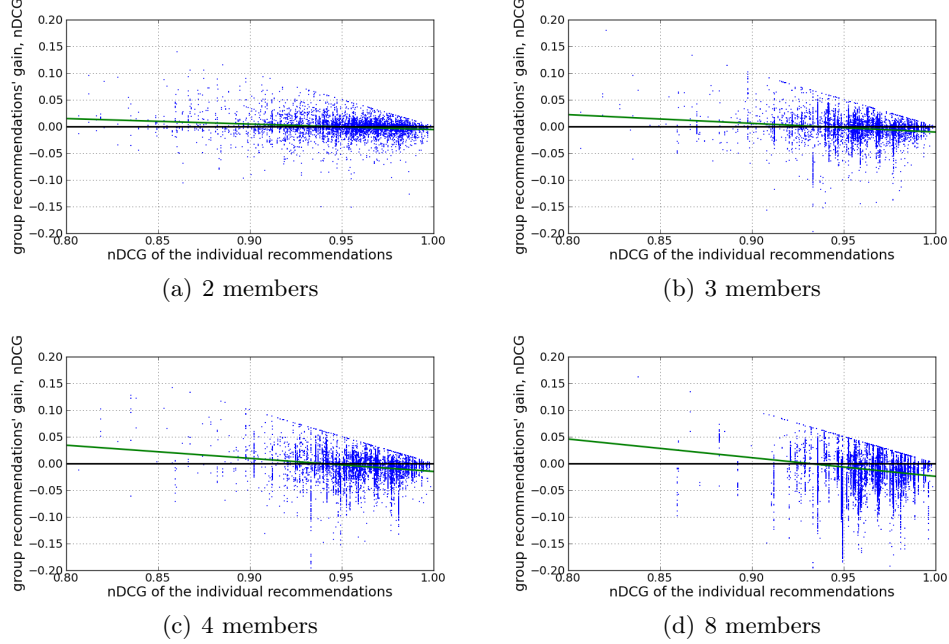 0.20
0.15
0.10
0.05
0.00
−0.05
−0.10
−0.15
−0.20
group recommendations' gain, nDCG
0.80 0.85 0.90 0.95 1.00
nDCG of the individual recommendations
(a) 2 members
0.20
0.15
0.10
0.05
0.00
−0.05
−0.10
−0.15
−0.20
group recommendations' gain, nDCG
0.80 0.85 0.90 0.95 1.00
nDCG of the individual recommendations
(b) 3 members
0.20
0.15
0.10
0.05
0.00
−0.05
−0.10
−0.15
−0.20
group recommendations' gain, nDCG
0.80 0.85 0.90 0.95 1.00
nDCG of the individual recommendations
(c) 4 members
0.20
0.15
0.10
0.05
0.00
−0.05
−0.10
−0.15
−0.20
group recommendations' gain, nDCG
0.80 0.85 0.90 0.95 1.00
nDCG of the individual recommendations
(d) 8 members